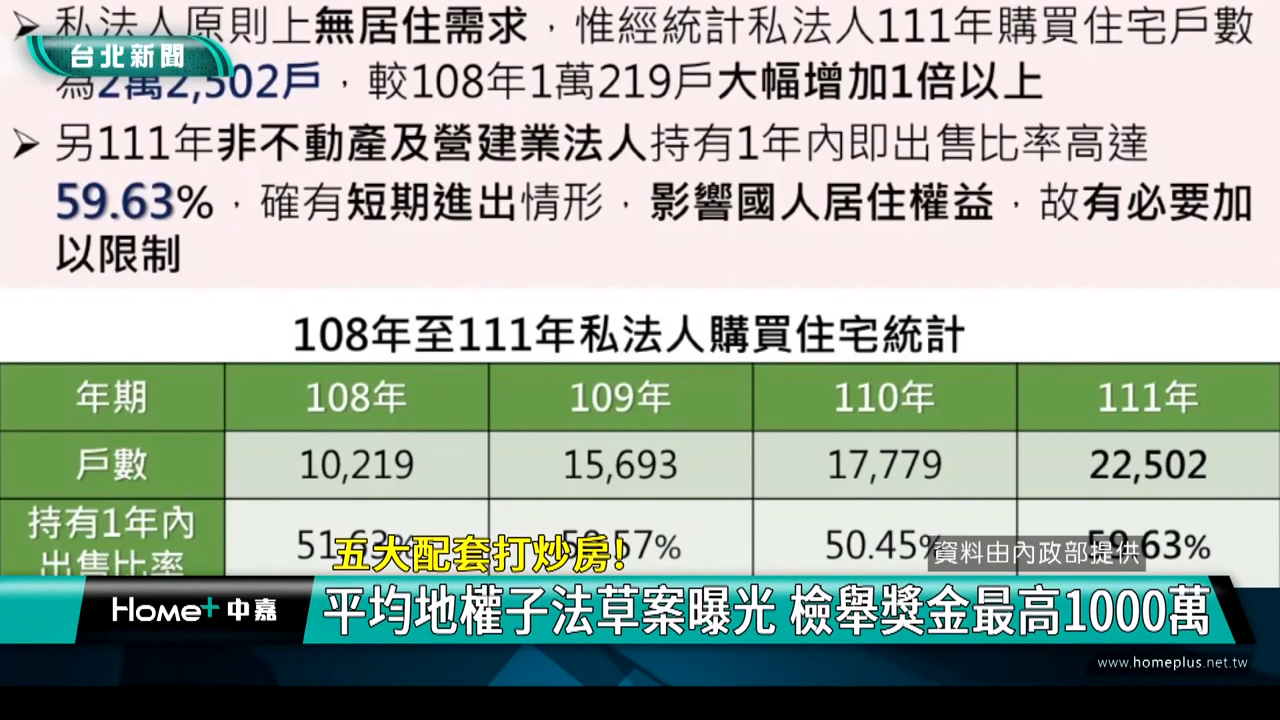 私法人原則上無居住需求，惟經統計私法人111年購買住宅戶數
台北新聞
為2萬2,502戶，較108年1萬219戶大幅增加1倍以上
另111年非不動產及營建業法人持有1年內即出售比率高達
59.63%，確有短期進出情形，影響國人居住權益，故有必要加
以限制
108年至111年私法人購買住宅統計
年期 108年 109年 110年 111年
戶數 10,219 15,693 17,779 22,502
持有1年內
出售比率 50.45%
五大配套打炒房!
資料由內政部提供
Home+中嘉
平均地權子法草案曝光 檢舉獎金最高1000萬
www.homeplus.net.tw